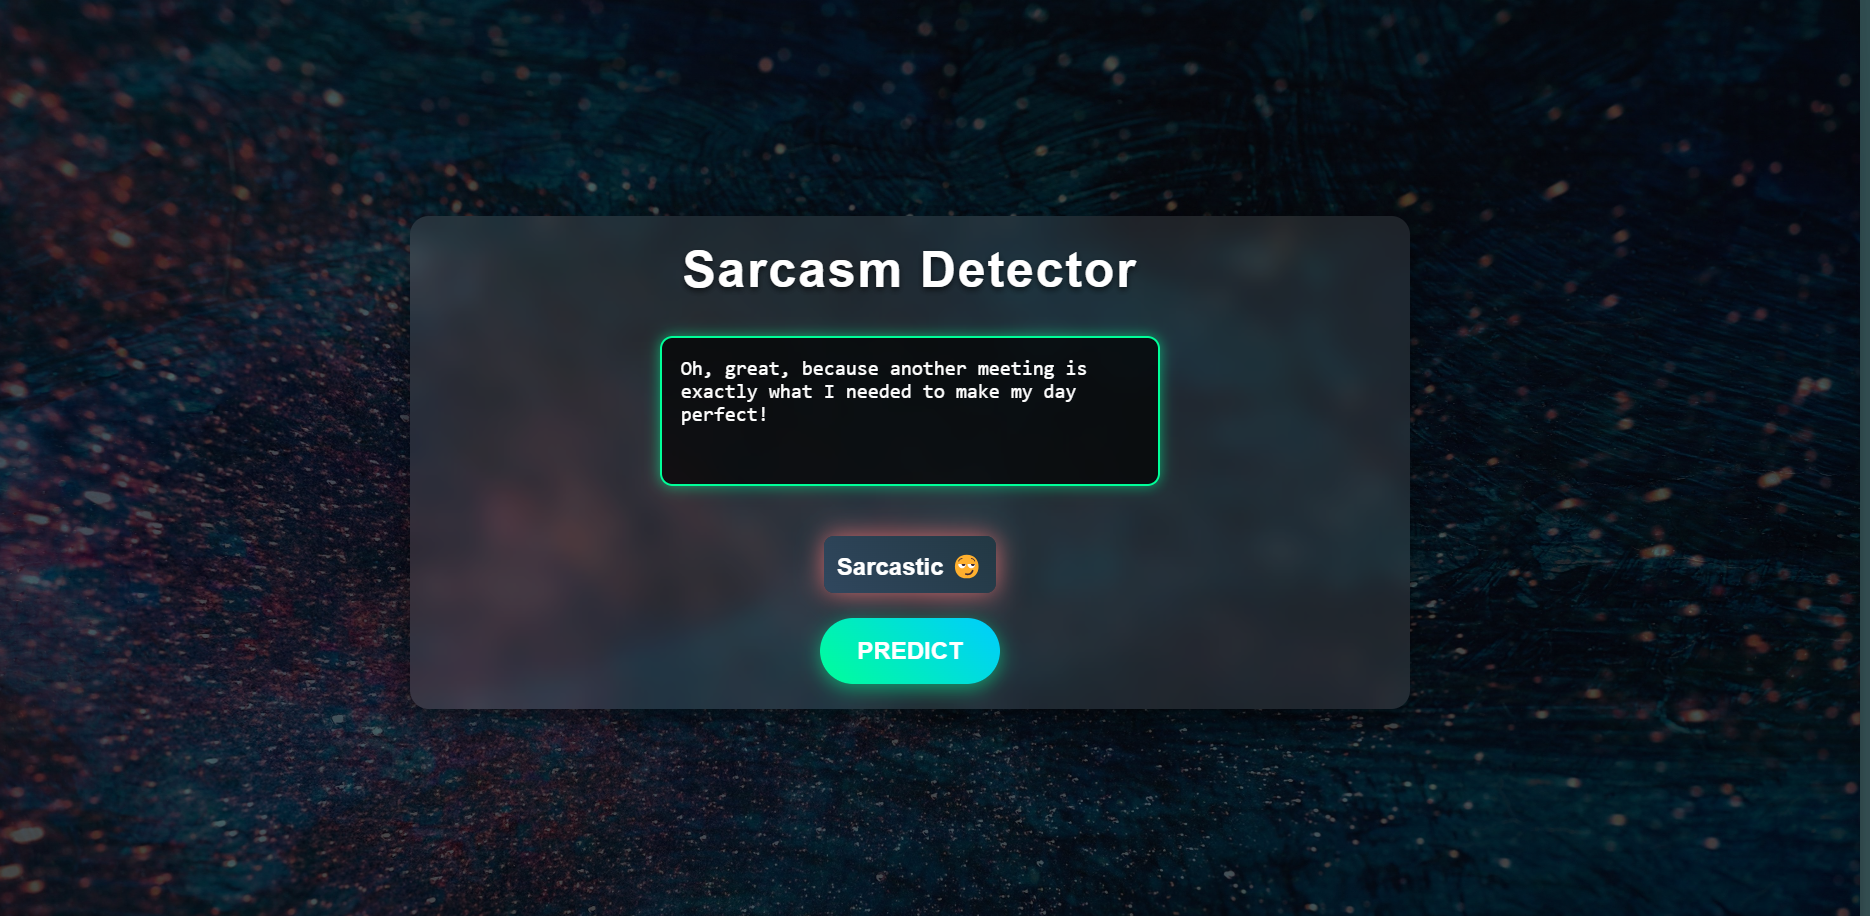 Sarcasm Detector
Oh, great, because another meeting is
exactly what I needed to make my day
perfect!
Sarcastic 🙄
PREDICT